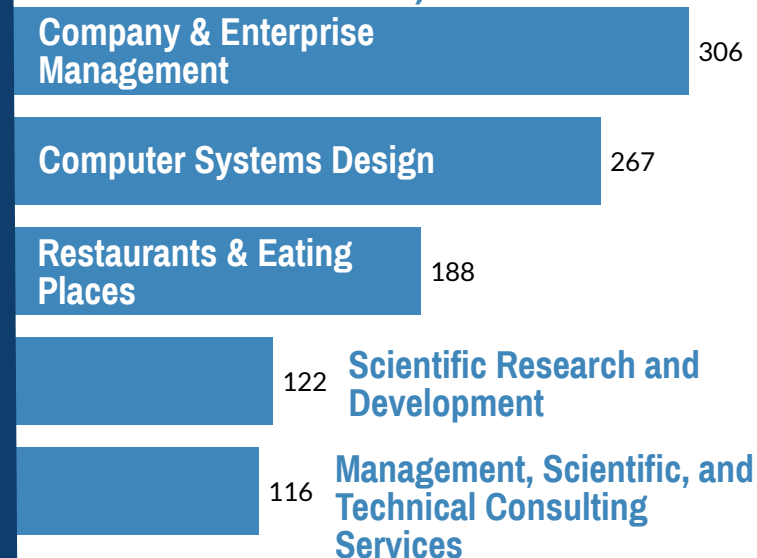 Company & Enterprise
Management
306
Computer Systems Design
267
Restaurants & Eating
Places
188
122
Scientific Research and
Development
116
Management, Scientific, and
Technical Consulting
Services